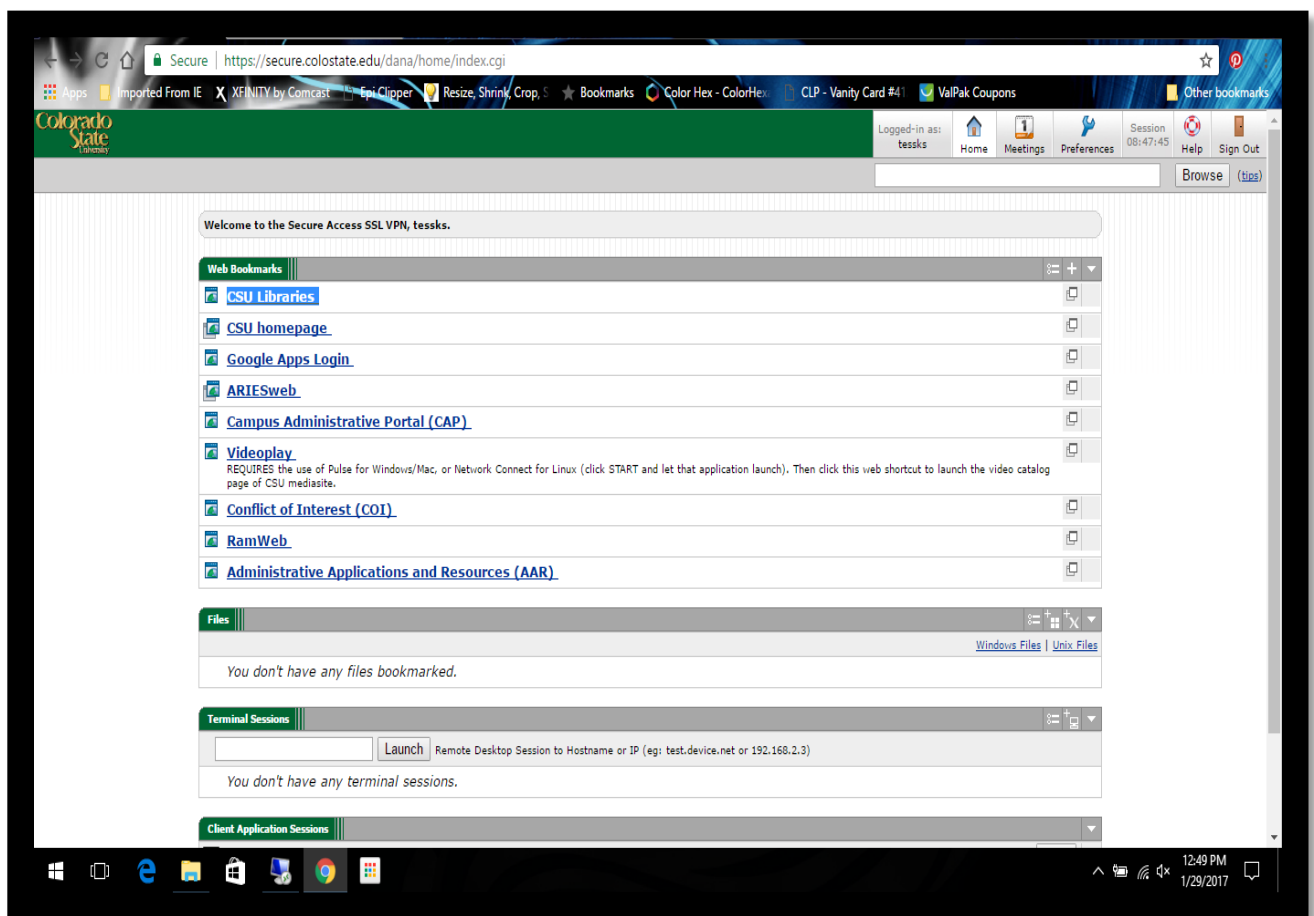 Secure | https://secure.colostate.edu/dana/home/index.cgi
Apps Imported From IE XFINITY by Comcast Epi Clipper Resize, Shrink, Crop, S Bookmarks Color Hex - ColorHexa CLP - Vanity Card #41 ValPak Coupons Other bookmarks
Colorado
State
University
Logged-in as:
tessks
Home
1
Meetings
Preferences
Session
08:47:45
Help
Sign Out
Browse (tips)
Welcome to the Secure Access SSL VPN, tessks.
Web Bookmarks
CSU Libraries
CSU homepage
Google Apps Login
ARIESweb
Campus Administrative Portal (CAP)
Videoplay
REQUIRES the use of Pulse for Windows/Mac, or Network Connect for Linux (click START and let that application launch). Then click this web shortcut to launch the video catalog
page of CSU mediasite.
Conflict of Interest (COI)
RamWeb
Administrative Applications and Resources (AAR)
Files
Windows Files | Unix Files
You don't have any files bookmarked.
Terminal Sessions
Launch Remote Desktop Session to Hostname or IP (eg: test.device.net or 192.168.2.3)
You don't have any terminal sessions.
Client Application Sessions
12:49 PM
1/29/2017